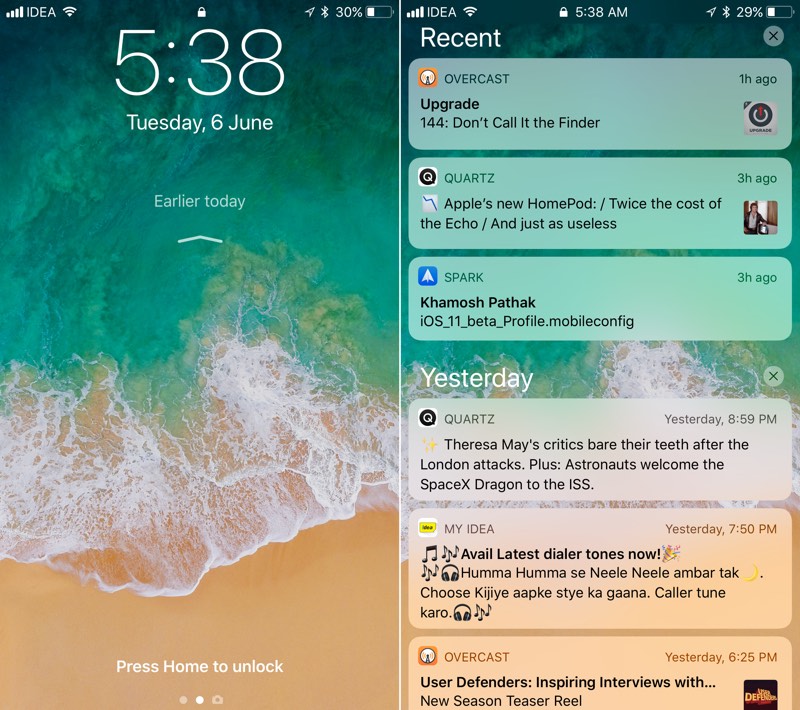 IDEA 30%
5:38
Tuesday, 6 June
Earlier today
Press Home to unlock
IDEA 5:38 AM 29%
Recent
OVERCAST 1h ago
Upgrade
144: Don’t Call It the Finder
UPGRADE
QUARTZ 3h ago
📉 Apple’s new HomePod: / Twice the cost of
the Echo / And just as useless
SPARK 3h ago
Khamosh Pathak
iOS_11_beta_Profile.mobileconfig
Yesterday
QUARTZ Yesterday, 8:59 PM
✨ Theresa May's critics bare their teeth after the
London attacks. Plus: Astronauts welcome the
SpaceX Dragon to the ISS.
idea MY IDEA Yesterday, 7:50 PM
🎵🎶Avail Latest dialer tones now!🎉
🎶🎧Humma Humma se Neele Neele ambar tak🌙.
Choose Kijiye aapke stye ka gaana. Caller tune
karo.🎧🎶
OVERCAST Yesterday, 6:25 PM
User Defenders: Inspiring Interviews with...
New Season Teaser Reel
USER
DEFENDERS